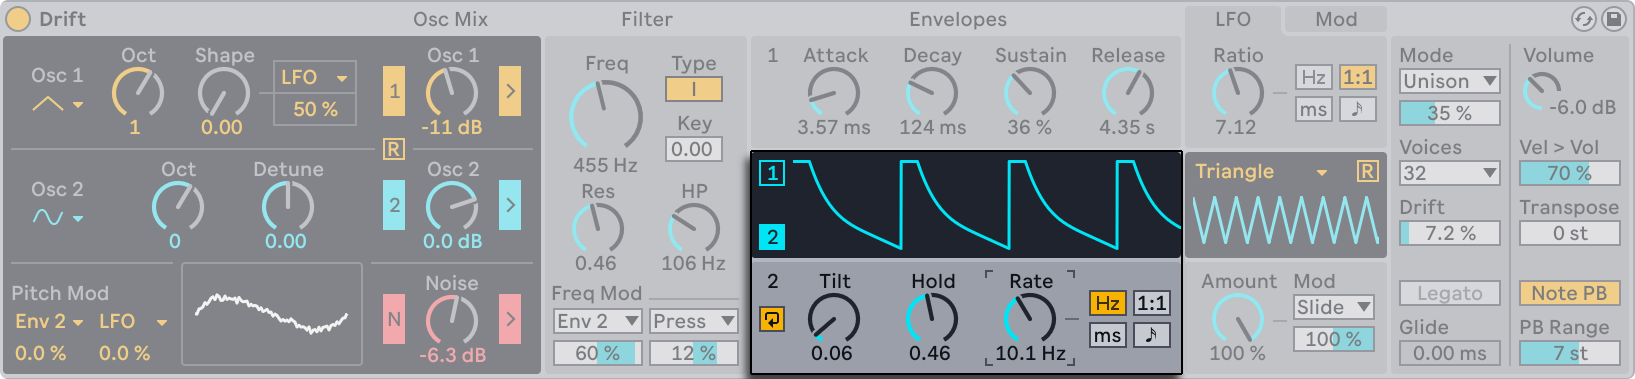 Drift Osc Mix Filter Envelopes LFO Mod
Osc 1 Oct Shape LFO 50 % 1 0.00
1 Osc 1 > -11 dB
R
Osc 2 Oct Detune 0 0.00
2 Osc 2 > 0.0 dB
Pitch Mod
Env 2 LFO
0.0 % 0.0 %
N Noise > -6.3 dB
Freq Type I
Key 0.00
455 Hz
Res HP
0.46 106 Hz
Freq Mod
Env 2 Press
60 % 12 %
1 Attack Decay Sustain Release
3.57 ms 124 ms 36 % 4.35 s
1
2
2 Tilt Hold Rate Hz 1:1
ms
0.06 0.46 10.1 Hz
Ratio Hz 1:1
ms
7.12
Triangle R
Amount Mod
Slide
100 % 100 %
Mode Volume
Unison
35 % -6.0 dB
Voices Vel > Vol
32 70 %
Drift Transpose
7.2 % 0 st
Legato Note PB
Glide PB Range
0.00 ms 7 st